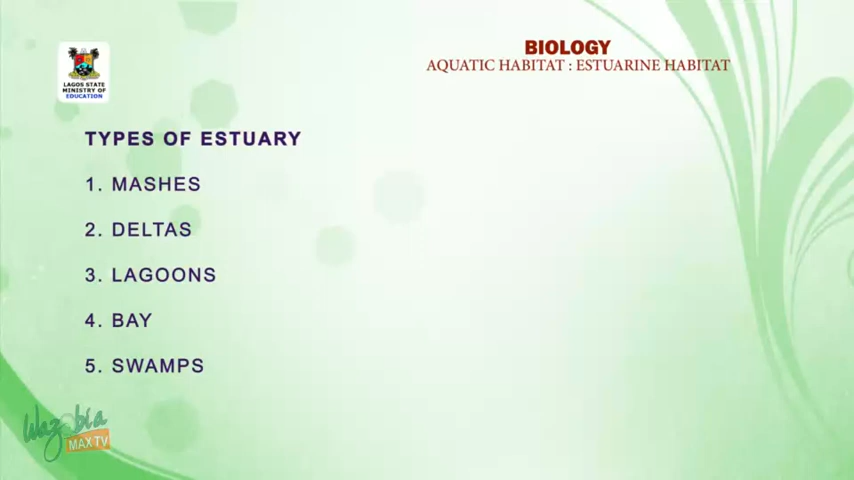 BIOLOGY
AQUATIC HABITAT : ESTUARINE HABITAT
LAGOS STATE
MINISTRY OF
EDUCATION
TYPES OF ESTUARY
1. MASHES
2. DELTAS
3. LAGOONS
4. BAY
5. SWAMPS
Wazobia
MAX TV